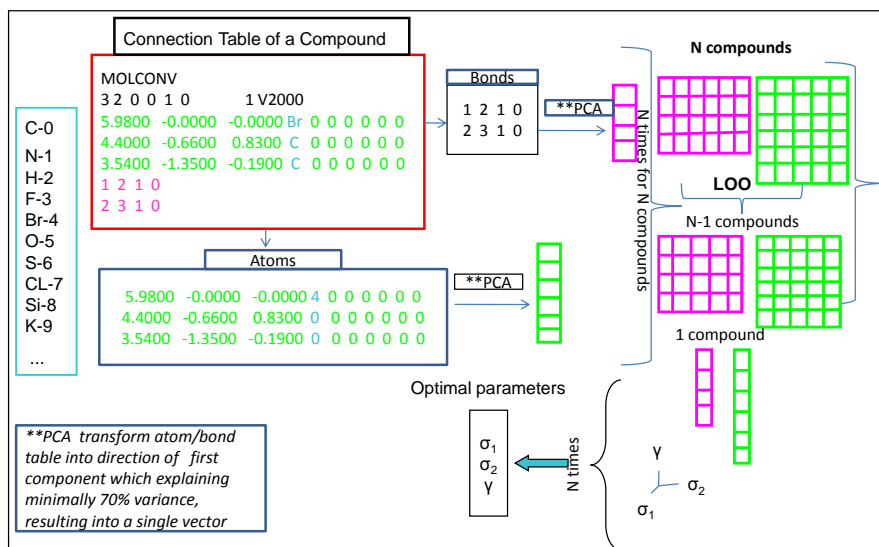 Connection Table of a Compound
MOLCONV
3 2 0 0 1 0 1 V2000
5.9800 -0.0000 -0.0000 Br 0 0 0 0 0 0
4.4000 -0.6600 0.8300 C 0 0 0 0 0 0
3.5400 -1.3500 -0.1900 C 0 0 0 0 0 0
1 2 1 0
2 3 1 0
C-0
N-1
H-2
F-3
Br-4
O-5
S-6
CL-7
Si-8
K-9
...
Bonds
1 2 1 0
2 3 1 0
**PCA
Atoms
5.9800 -0.0000 -0.0000 4 0 0 0 0 0 0
4.4000 -0.6600 0.8300 0 0 0 0 0 0 0
3.5400 -1.3500 -0.1900 0 0 0 0 0 0 0
**PCA
N times for N compounds
N compounds
LOO
N-1 compounds
1 compound
Optimal parameters
σ1
σ2
γ
N times
γ
σ2
σ1
**PCA transform atom/bond
table into direction of first
component which explaining
minimally 70% variance,
resulting into a single vector